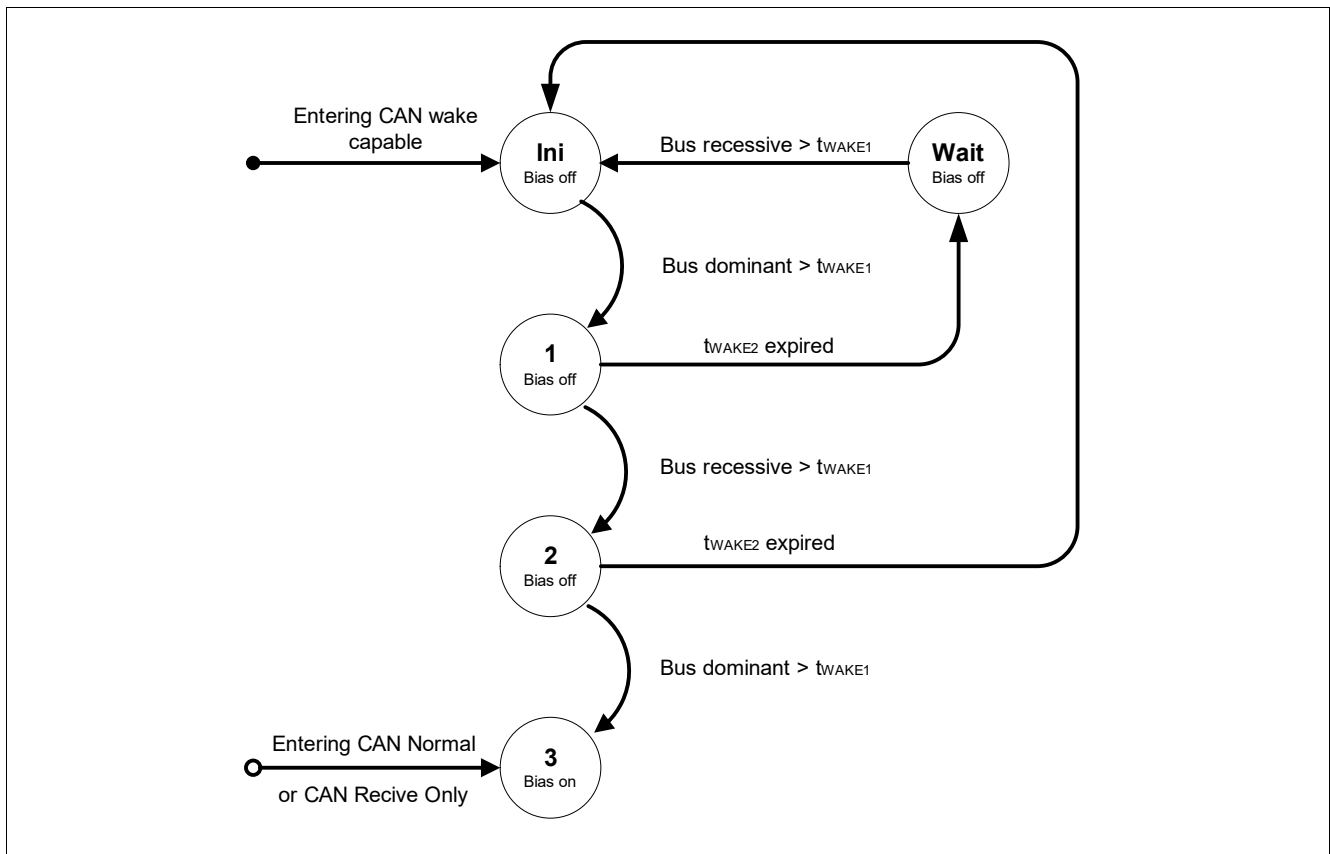 Entering CAN wake
capable
Ini
Bias off
Bus recessive > tWAKE1
Wait
Bias off
Bus dominant > tWAKE1
1
Bias off
tWAKE2 expired
Bus recessive > tWAKE1
2
Bias off
tWAKE2 expired
Bus dominant > tWAKE1
Entering CAN Normal
or CAN Recive Only
3
Bias on